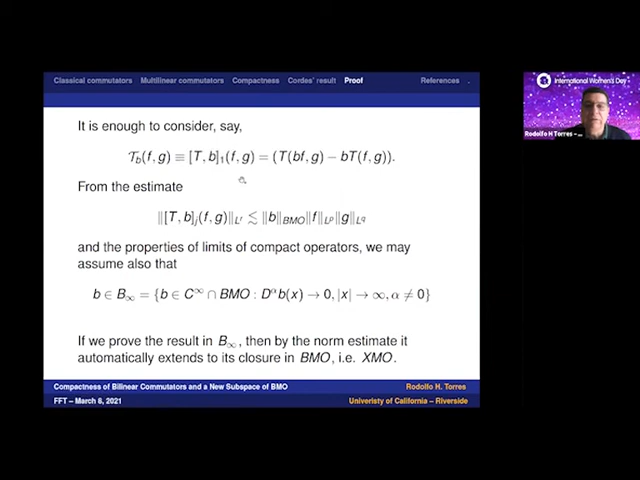 Classical commutators Multilinear commutators Compactness Cordes' result Proof References
It is enough to consider, say,
𝒯_b(f, g) ≡ [T, b]₁(f, g) = (T(bf, g) − bT(f, g)).
From the estimate
‖[T, b]_j(f, g)‖_{L^r} ≲ ‖b‖_{BMO}‖f‖_{L^p}‖g‖_{L^q}
and the properties of limits of compact operators, we may
assume also that
b ∈ B_∞ = {b ∈ C^∞ ∩ BMO : D^α b(x) → 0, |x| → ∞, α ≠ 0}
If we prove the result in B_∞, then by the norm estimate it
automatically extends to its closure in BMO, i.e. XMO.
Compactness of Bilinear Commutators and a New Subspace of BMO Rodolfo H. Torres
FFT – March 8, 2021 Univeristy of California – Riverside
International Women's Day
Rodolfo H Torres